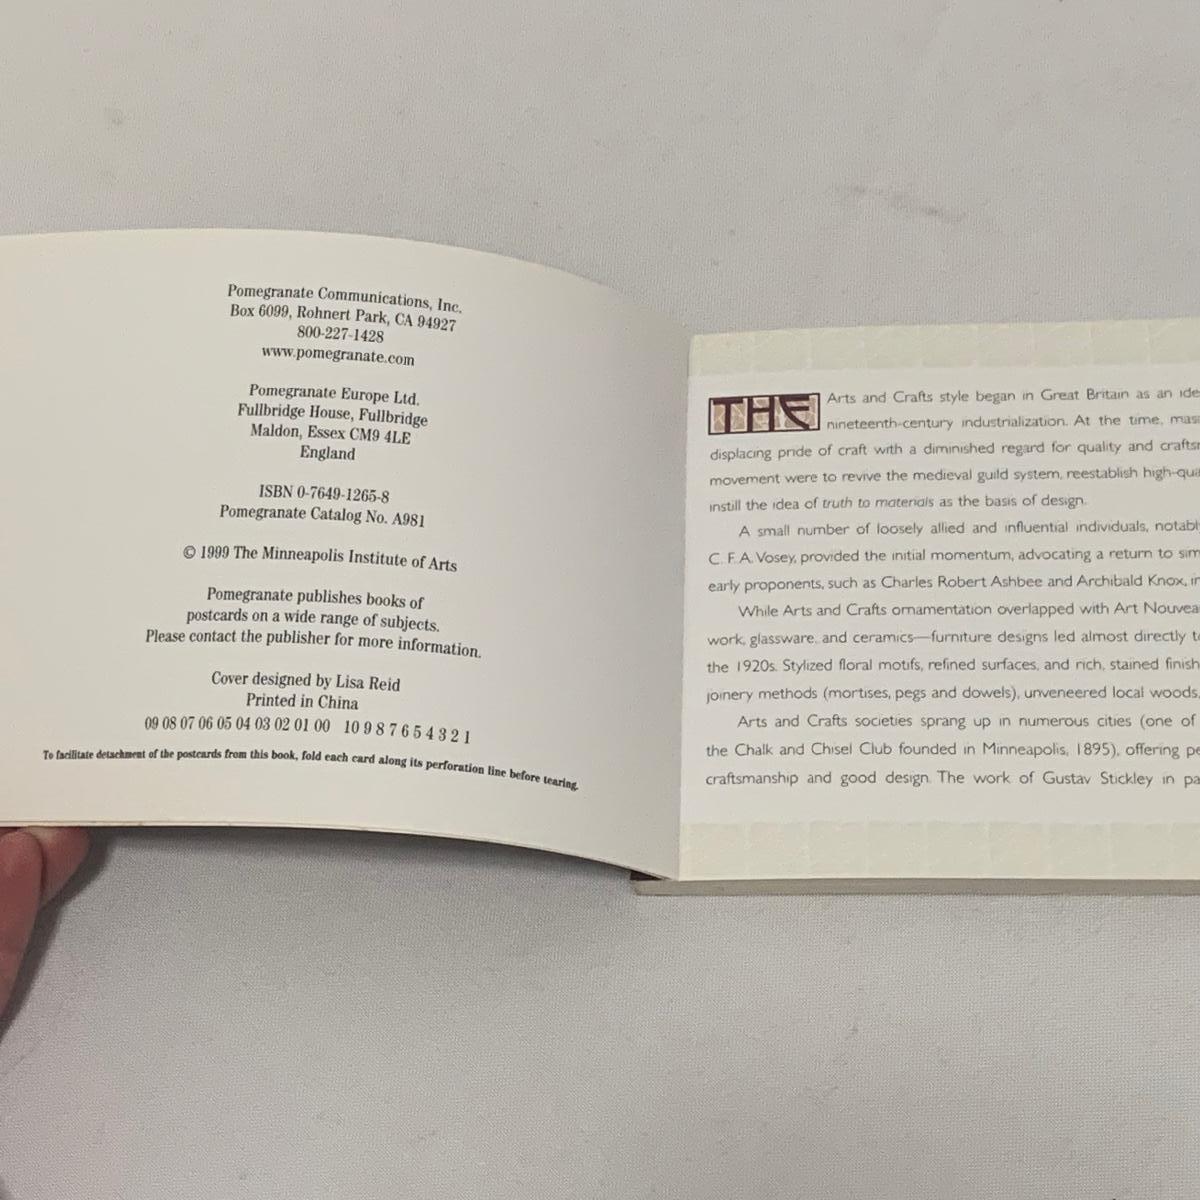 Pomegranate Communications, Inc.
Box 6099, Rohnert Park, CA 94927
800-227-1428
www.pomegranate.com
Pomegranate Europe Ltd.
Fullbridge House, Fullbridge
Maldon, Essex CM9 4LE
England
ISBN 0-7649-1265-8
Pomegranate Catalog No. A981
© 1999 The Minneapolis Institute of Arts
Pomegranate publishes books of
postcards on a wide range of subjects.
Please contact the publisher for more information.
Cover designed by Lisa Reid
Printed in China
09 08 07 06 05 04 03 02 01 00 10 9 8 7 6 5 4 3 2 1
To facilitate detachment of the postcards from this book, fold each card along its perforation line before tearing.
THE Arts and Crafts style began in Great Britain as an
nineteenth-century industrialization. At the time,
displacing pride of craft with a diminished regard for quality and
movement were to revive the medieval guild system, reestablish
instill the idea of truth to materials as the basis of design.
A small number of loosely allied and influential individuals,
C. F. A. Vosey, provided the initial momentum, advocating a return to
early proponents, such as Charles Robert Ashbee and Archibald Knox,
While Arts and Crafts ornamentation overlapped with Art
work, glassware, and ceramics—furniture designs led almost directly
the 1920s. Stylized floral motifs, refined surfaces, and rich, stained
joinery methods (mortises, pegs and dowels), unveneered local woods,
Arts and Crafts societies sprang up in numerous cities (one of
the Chalk and Chisel Club founded in Minneapolis, 1895), offering
craftsmanship and good design. The work of Gustav Stickley in